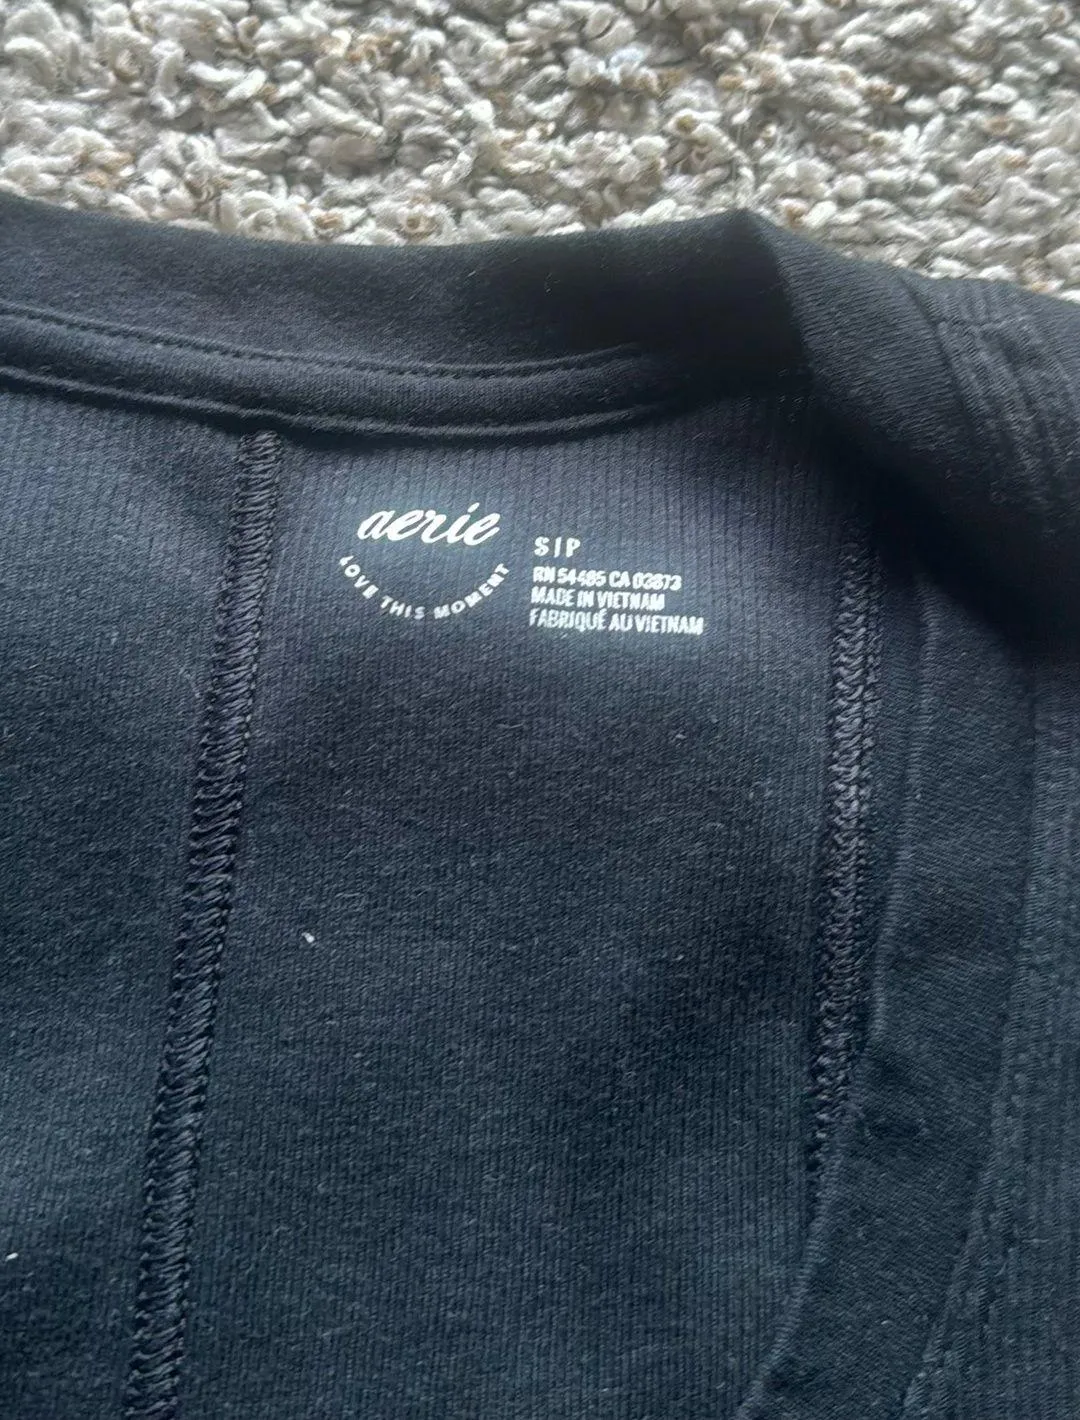 aerie
LOVE THIS MOMENT
S|P
RN 54485 CA 03873
MADE IN VIETNAM
FABRIQUÉ AU VIETNAM